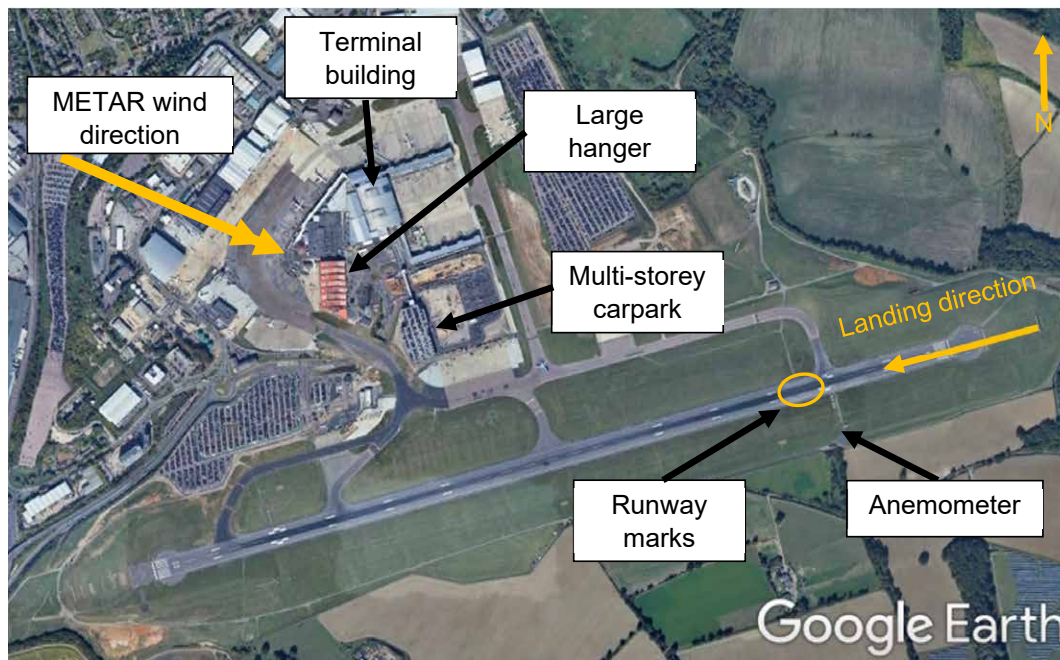 Terminal
building
METAR wind
direction
Large
hanger
N
Multi-storey
carpark
Landing direction
Runway
marks
Anemometer
Google Earth